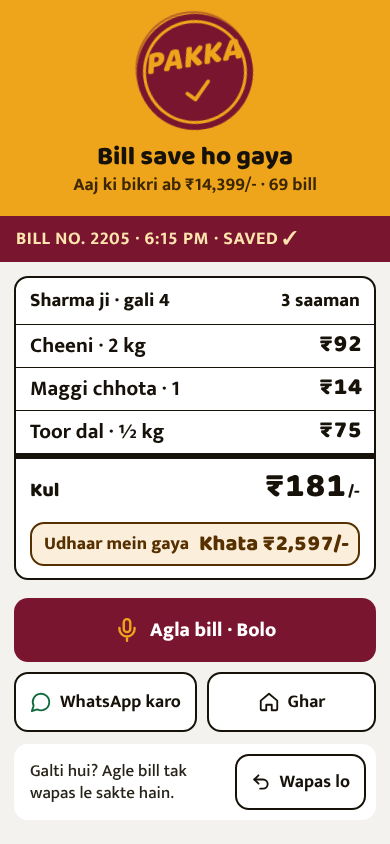 PAKKA
Bill save ho gaya
Aaj ki bikri ab ₹14,399/- · 69 bill
BILL NO. 2205 · 6:15 PM · SAVED ✓
Sharma ji · gali 4 3 saaman
Cheeni · 2 kg ₹92
Maggi chhota · 1 ₹14
Toor dal · ½ kg ₹75
Kul ₹181/-
Udhaar mein gaya Khata ₹2,597/-
Agla bill · Bolo
WhatsApp karo Ghar
Galti hui? Agle bill tak
wapas le sakte hain.
Wapas lo